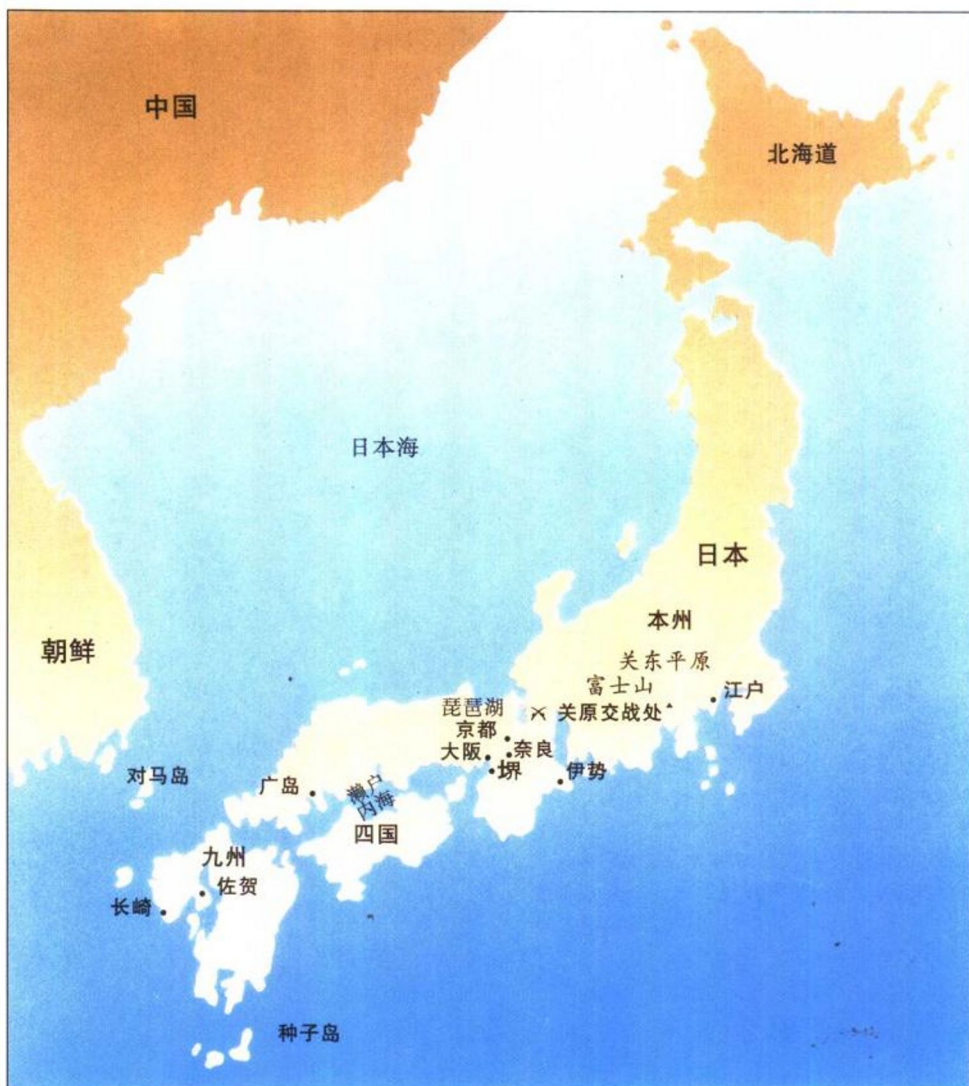 中国
北海道
日本海
日本
本州
朝鲜
关东平原
富士山
江户
琵琶湖
关原交战处
京都
大阪
奈良
堺
伊势
对马岛
广岛
濑户
内海
四国
九州
佐贺
长崎
种子岛